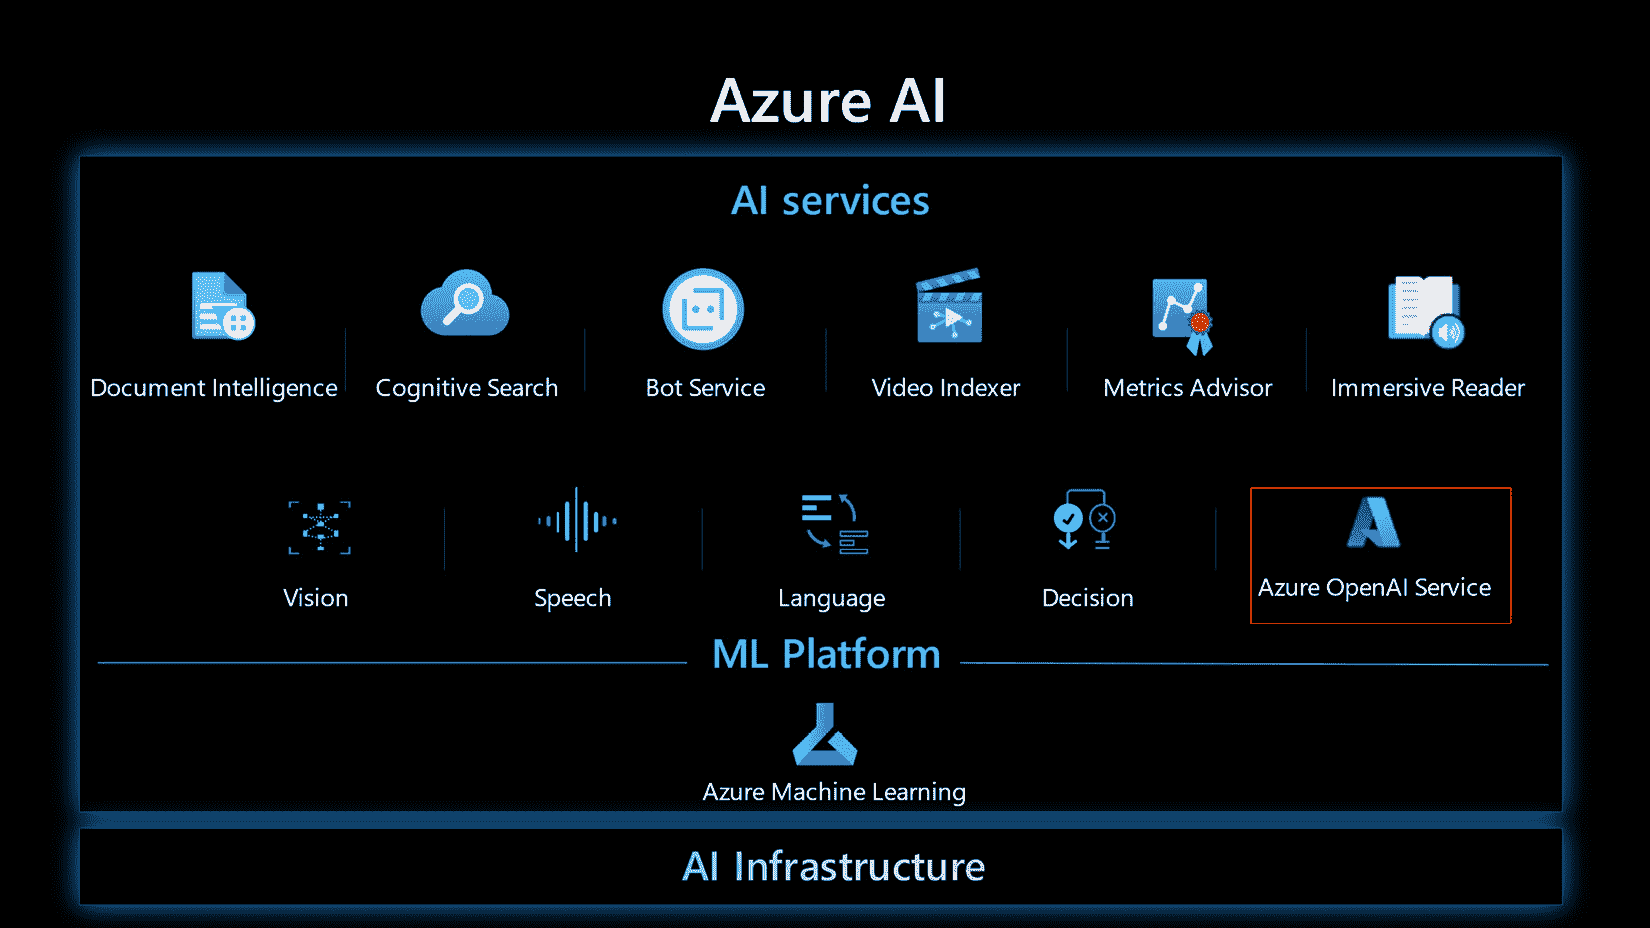 Azure AI
AI services
Document Intelligence
Cognitive Search
Bot Service
Video Indexer
Metrics Advisor
Immersive Reader
Vision
Speech
Language
Decision
Azure OpenAI Service
ML Platform
Azure Machine Learning
AI Infrastructure